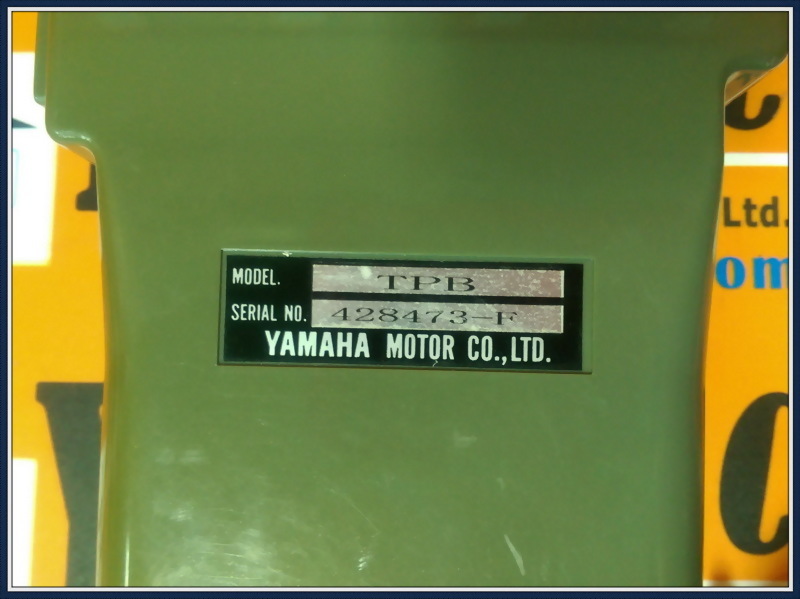 MODEL. TPB
SERIAL NO. 428473-F
YAMAHA MOTOR CO.,LTD.
Ltd.
om
C